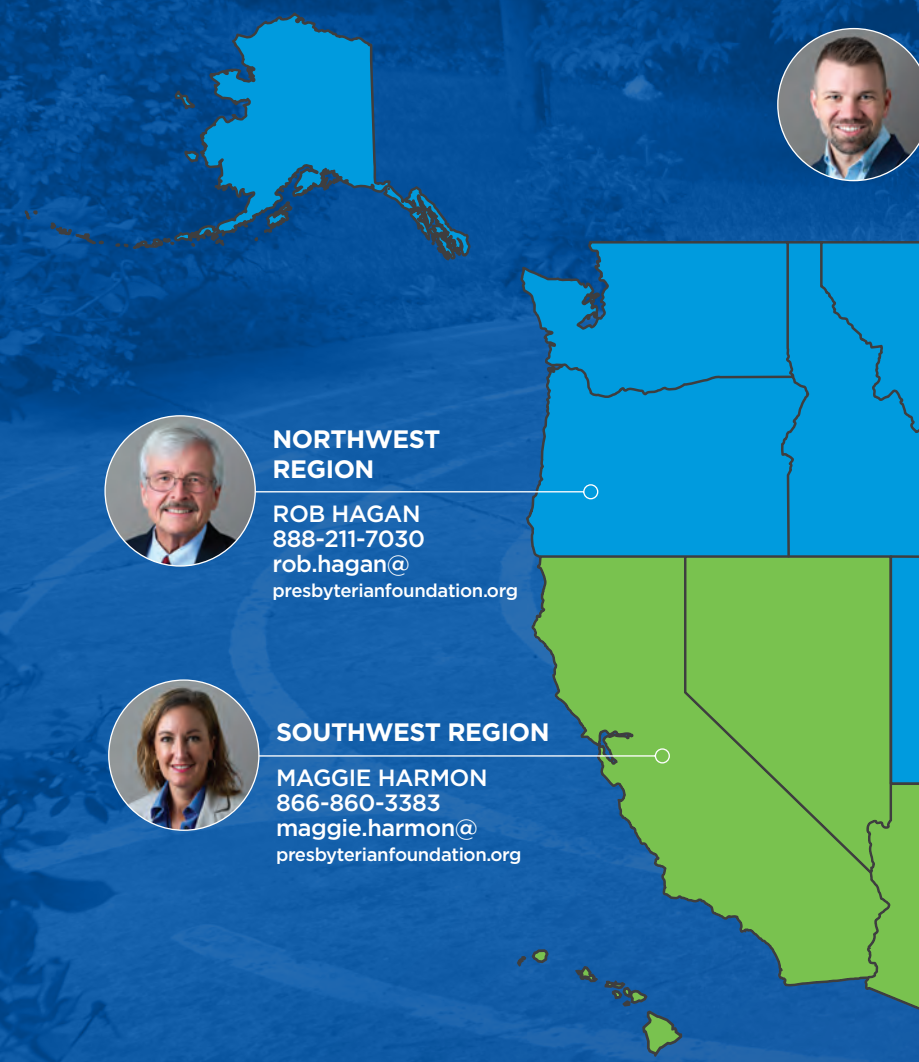 NORTHWEST
REGION
ROB HAGAN
888-211-7030
rob.hagan@
presbyterianfoundation.org
SOUTHWEST REGION
MAGGIE HARMON
866-860-3383
maggie.harmon@
presbyterianfoundation.org